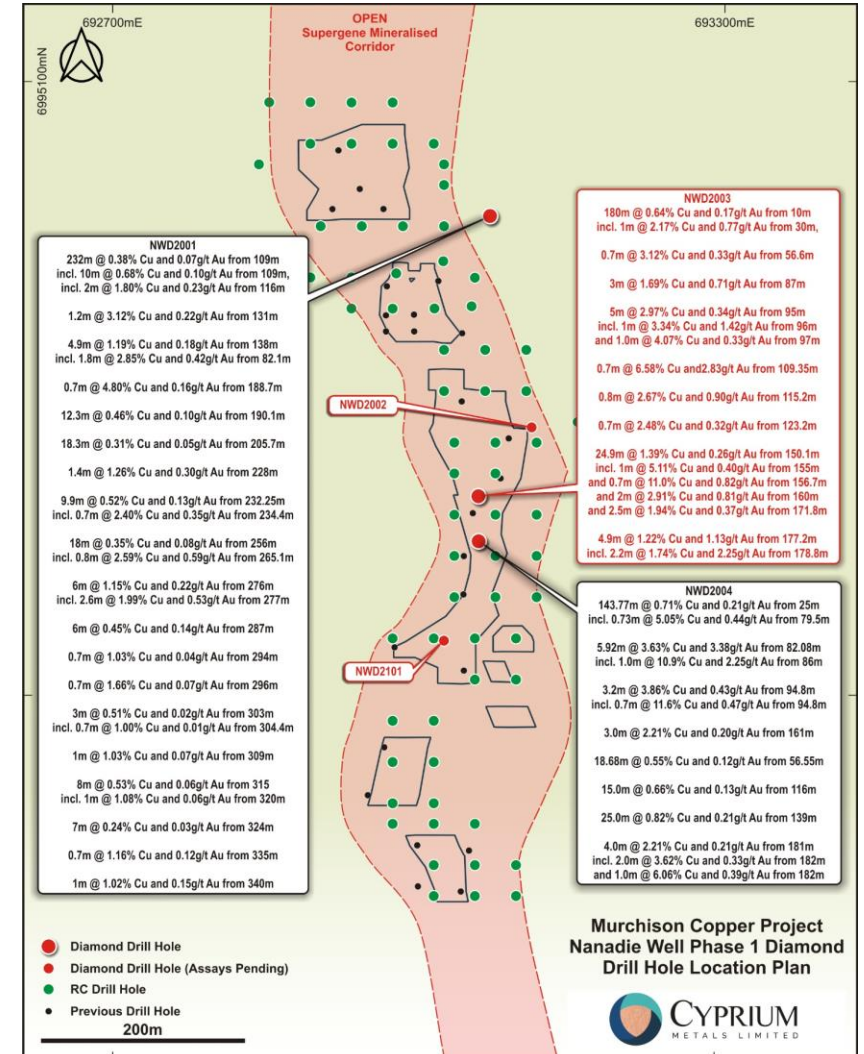 692700mE
693300mE
6995100mN
OPEN
Supergene Mineralised
Corridor
NWD2001
232m @ 0.38% Cu and 0.07g/t Au from 109m
incl. 10m @ 0.68% Cu and 0.10g/t Au from 109m,
incl. 2m @ 1.80% Cu and 0.23g/t Au from 116m
1.2m @ 3.12% Cu and 0.22g/t Au from 131m
4.9m @ 1.19% Cu and 0.18g/t Au from 138m
incl. 1.8m @ 2.85% Cu and 0.42g/t Au from 82.1m
0.7m @ 4.80% Cu and 0.16g/t Au from 188.7m
12.3m @ 0.46% Cu and 0.10g/t Au from 190.1m
18.3m @ 0.31% Cu and 0.05g/t Au from 205.7m
1.4m @ 1.26% Cu and 0.30g/t Au from 228m
9.9m @ 0.52% Cu and 0.13g/t Au from 232.25m
incl. 0.7m @ 2.40% Cu and 0.35g/t Au from 234.4m
18m @ 0.35% Cu and 0.08g/t Au from 256m
incl. 0.8m @ 2.59% Cu and 0.59g/t Au from 265.1m
6m @ 1.15% Cu and 0.22g/t Au from 276m
incl. 2.6m @ 1.99% Cu and 0.53g/t Au from 277m
6m @ 0.45% Cu and 0.14g/t Au from 287m
0.7m @ 1.03% Cu and 0.04g/t Au from 294m
0.7m @ 1.66% Cu and 0.07g/t Au from 296m
3m @ 0.51% Cu and 0.02g/t Au from 303m
incl. 0.7m @ 1.00% Cu and 0.01g/t Au from 304.4m
1m @ 1.03% Cu and 0.07g/t Au from 309m
8m @ 0.53% Cu and 0.06g/t Au from 315
incl. 1m @ 1.08% Cu and 0.06g/t Au from 320m
7m @ 0.24% Cu and 0.03g/t Au from 324m
0.7m @ 1.16% Cu and 0.12g/t Au from 335m
1m @ 1.02% Cu and 0.15g/t Au from 340m
NWD2003
180m @ 0.64% Cu and 0.17g/t Au from 10m
incl. 1m @ 2.17% Cu and 0.77g/t Au from 30m,
0.7m @ 3.12% Cu and 0.33g/t Au from 56.6m
3m @ 1.69% Cu and 0.71g/t Au from 87m
5m @ 2.97% Cu and 0.34g/t Au from 95m
incl. 1m @ 3.34% Cu and 1.42g/t Au from 96m
and 1.0m @ 4.07% Cu and 0.33g/t Au from 97m
0.7m @ 6.58% Cu and2.83g/t Au from 109.35m
0.8m @ 2.67% Cu and 0.90g/t Au from 115.2m
0.7m @ 2.48% Cu and 0.32g/t Au from 123.2m
24.9m @ 1.39% Cu and 0.26g/t Au from 150.1m
incl. 1m @ 5.11% Cu and 0.40g/t Au from 155m
and 0.7m @ 11.0% Cu and 0.82g/t Au from 156.7m
and 2m @ 2.91% Cu and 0.81g/t Au from 160m
and 2.5m @ 1.94% Cu and 0.37g/t Au from 171.8m
4.9m @ 1.22% Cu and 1.13g/t Au from 177.2m
incl. 2.2m @ 1.74% Cu and 2.25g/t Au from 178.8m
NWD2002
NWD2101
NWD2004
143.77m @ 0.71% Cu and 0.21g/t Au from 25m
incl. 0.73m @ 5.05% Cu and 0.44g/t Au from 79.5m
5.92m @ 3.63% Cu and 3.38g/t Au from 82.08m
incl. 1.0m @ 10.9% Cu and 2.25g/t Au from 86m
3.2m @ 3.86% Cu and 0.43g/t Au from 94.8m
incl. 0.7m @ 11.6% Cu and 0.47g/t Au from 94.8m
3.0m @ 2.21% Cu and 0.20g/t Au from 161m
18.68m @ 0.55% Cu and 0.12g/t Au from 56.55m
15.0m @ 0.66% Cu and 0.13g/t Au from 116m
25.0m @ 0.82% Cu and 0.21g/t Au from 139m
4.0m @ 2.21% Cu and 0.21g/t Au from 181m
incl. 2.0m @ 3.62% Cu and 0.33g/t Au from 182m
and 1.0m @ 6.06% Cu and 0.39g/t Au from 182m
Diamond Drill Hole
Diamond Drill Hole (Assays Pending)
RC Drill Hole
Previous Drill Hole
200m
Murchison Copper Project
Nanadie Well Phase 1 Diamond
Drill Hole Location Plan
CYPRIUM
METALS LIMITED